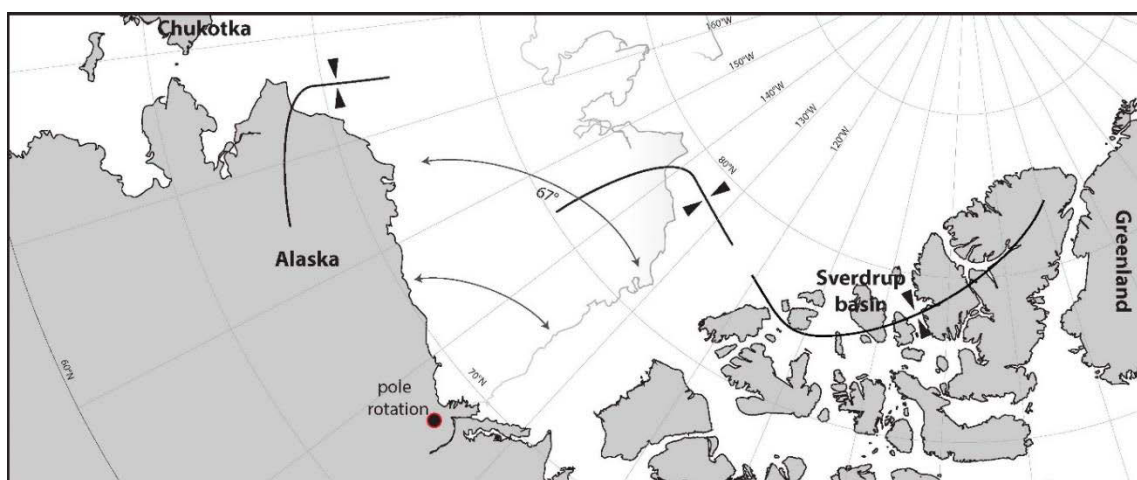 Chukotka
160°W
150°W
140°W
130°W
120°W
80°N
67°
Alaska
Sverdrup
basin
Greenland
60°N
70°N
pole
rotation